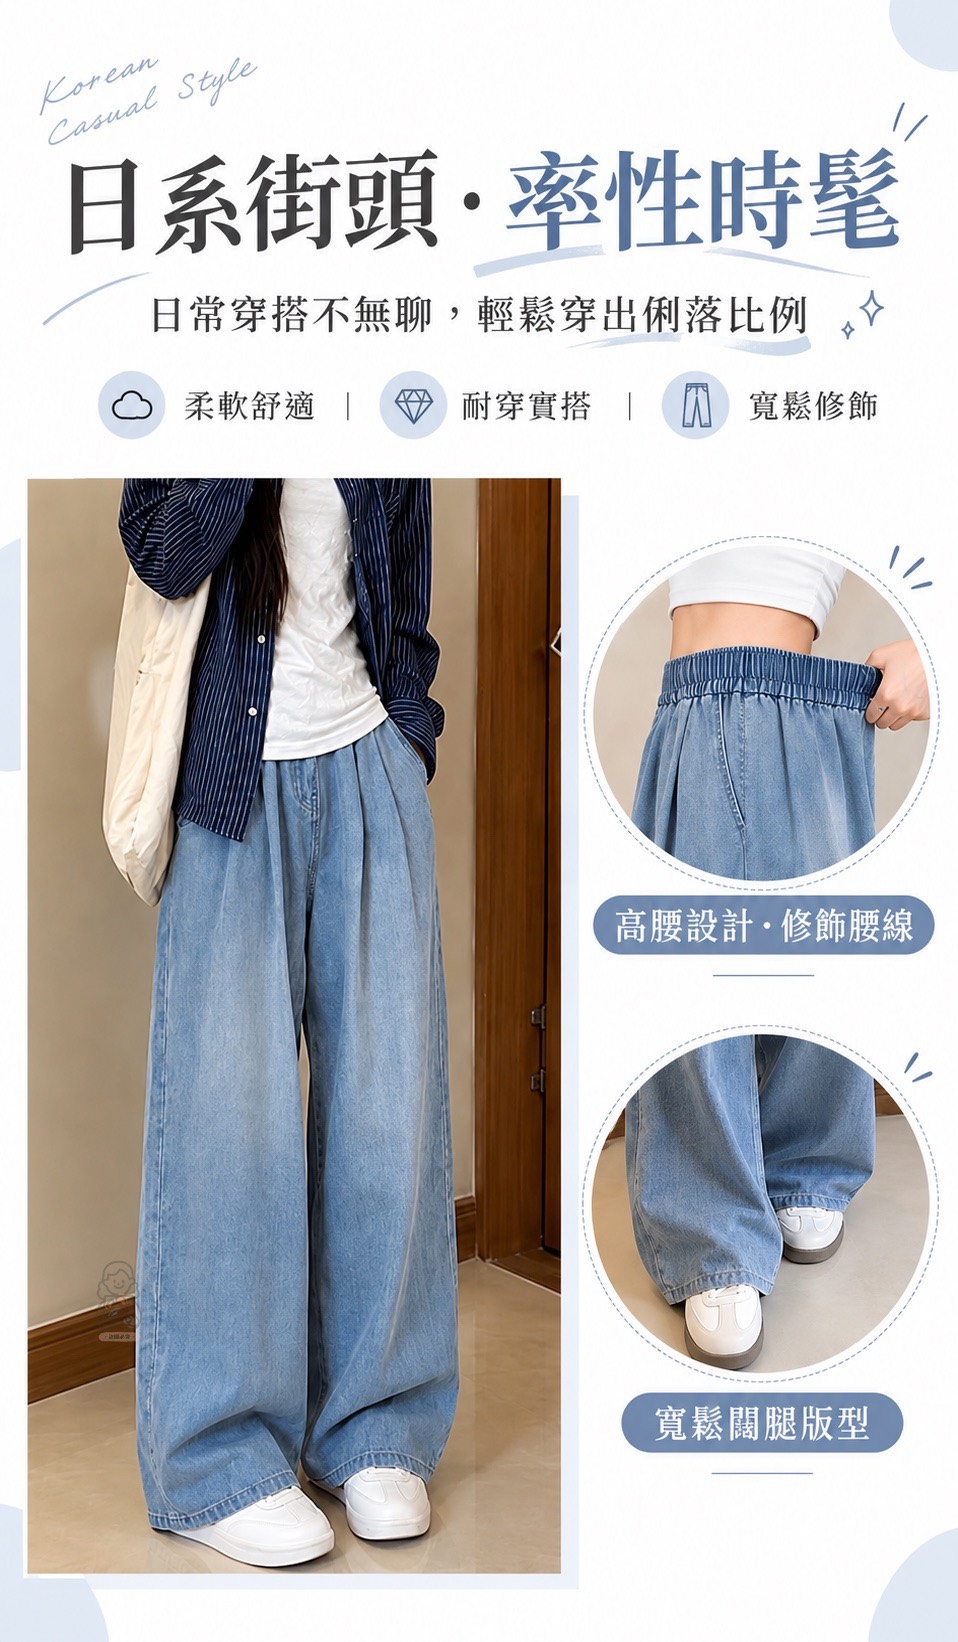 Korean
Casual Style
日系街頭·率性時髦
日常穿搭不無聊，輕鬆穿出俐落比例
柔軟舒適 | 耐穿實搭 | 寬鬆修飾
高腰設計·修飾腰線
寬鬆闊腿版型